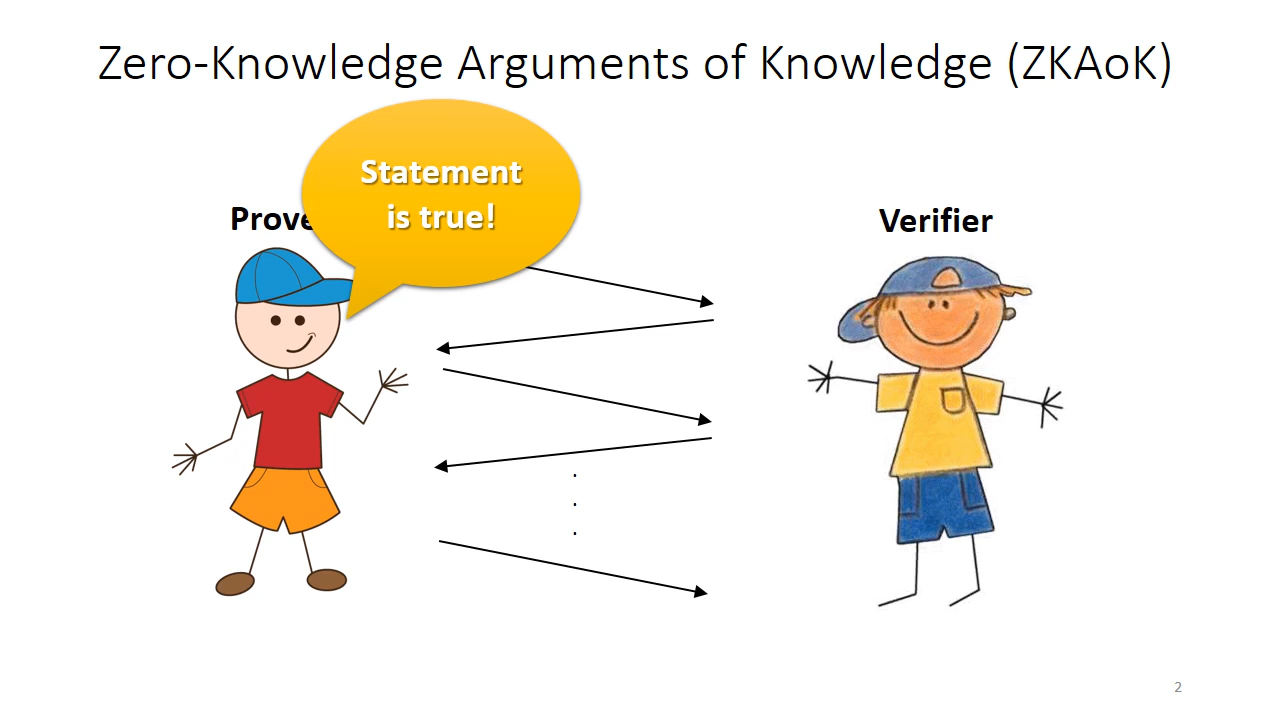 Zero-Knowledge Arguments of Knowledge (ZKAoK)
Statement
is true!
Prove
Verifier
.
.
.
2